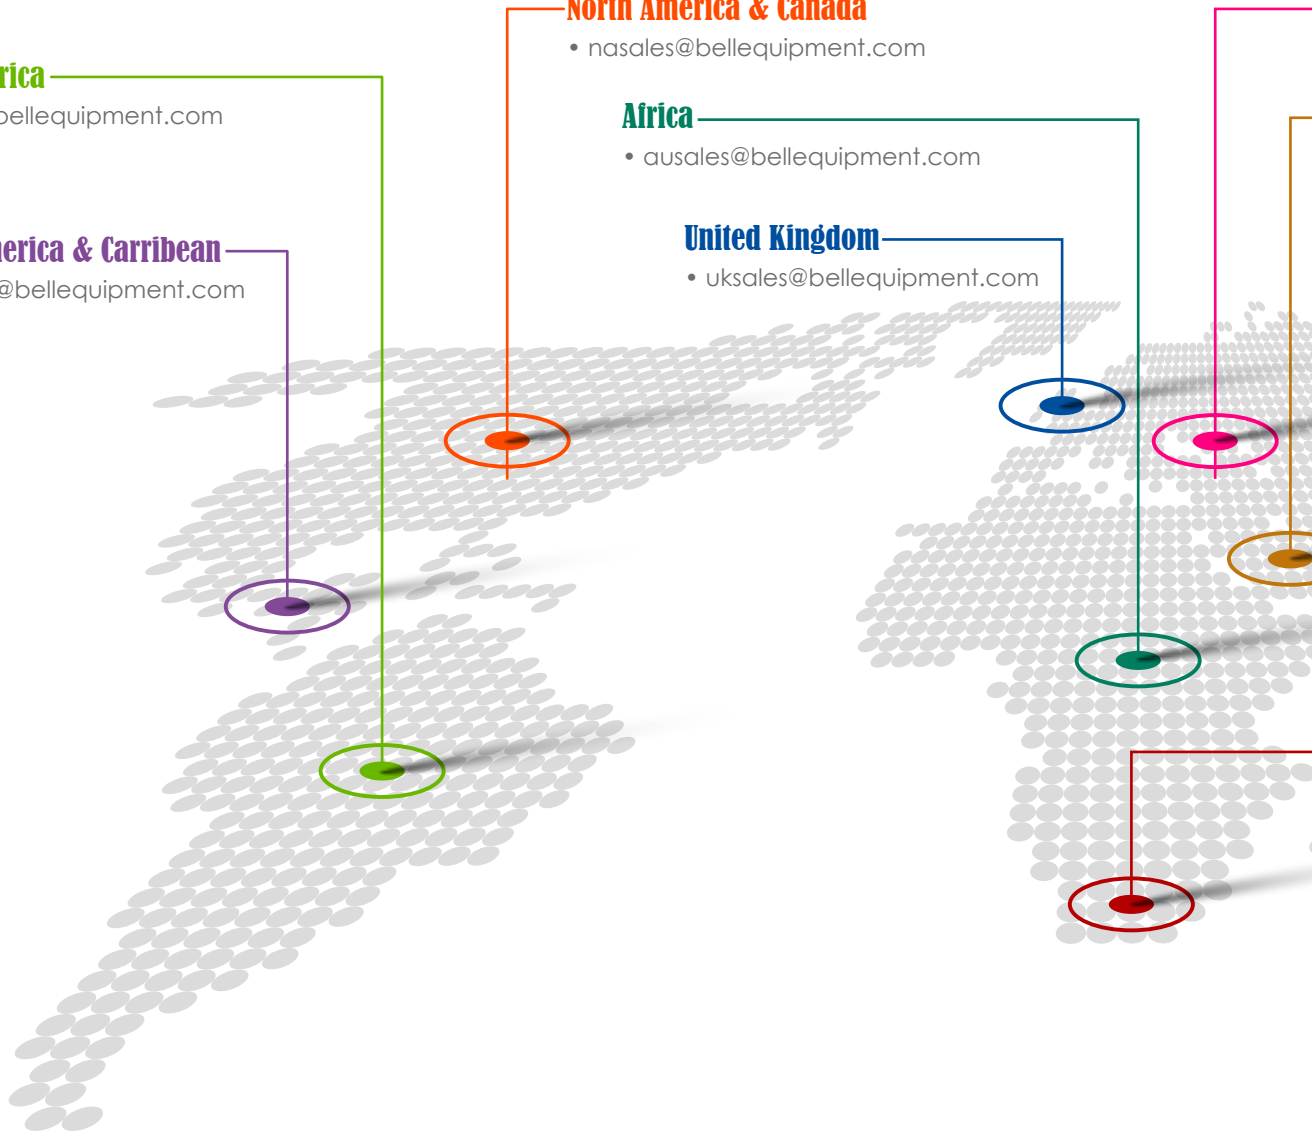 North America & Canada
• nasales@bellequipment.com
rica
bellequipment.com
Africa
• ausales@bellequipment.com
United Kingdom
• uksales@bellequipment.com
erica & Carribean
@bellequipment.com